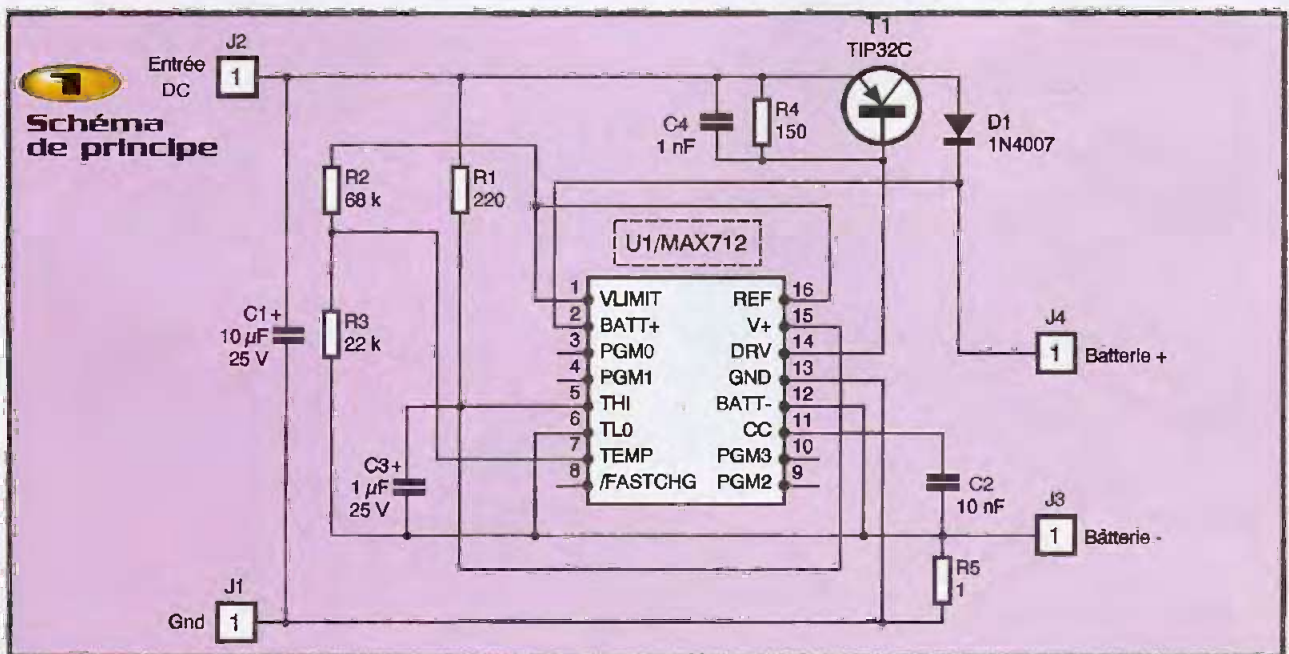 1
Schéma
de principe
J2
Entrée
DC
1
T1
TIP32C
C4
1 nF
R4
150
D1
1N4007
R2
68 k
R1
220
U1/MAX712
C1 +
10 µF
25 V
R3
22 k
1 VLIMIT
2 BATT+
3 PGM0
4 PGM1
5 THI
6 TL0
7 TEMP
8 /FASTCHG
REF 16
V+ 15
DRV 14
GND 13
BATT- 12
CC 11
PGM3 10
PGM2 9
C3 +
1 µF
25 V
C2
10 nF
J4
1 Batterie +
J3
1 Bâtterie -
R5
1
J1
Gnd 1